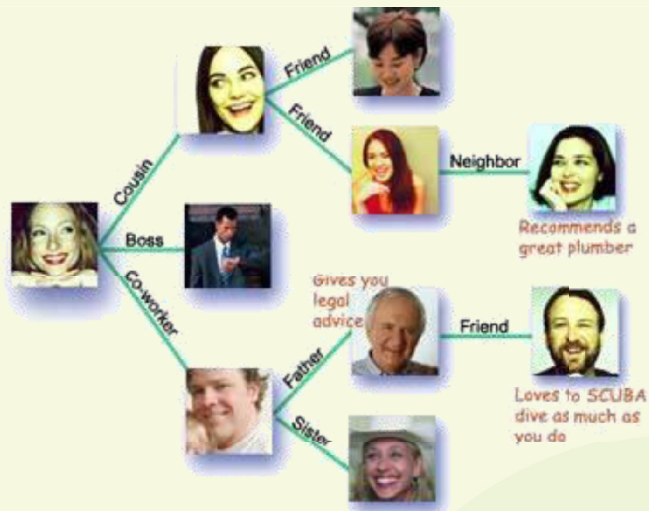 Friend
Friend
Cousin
Neighbor
Recommends a
great plumber
Boss
Co-worker
Gives you
legal
advice
Father
Friend
Sister
Loves to SCUBA
dive as much as
you do